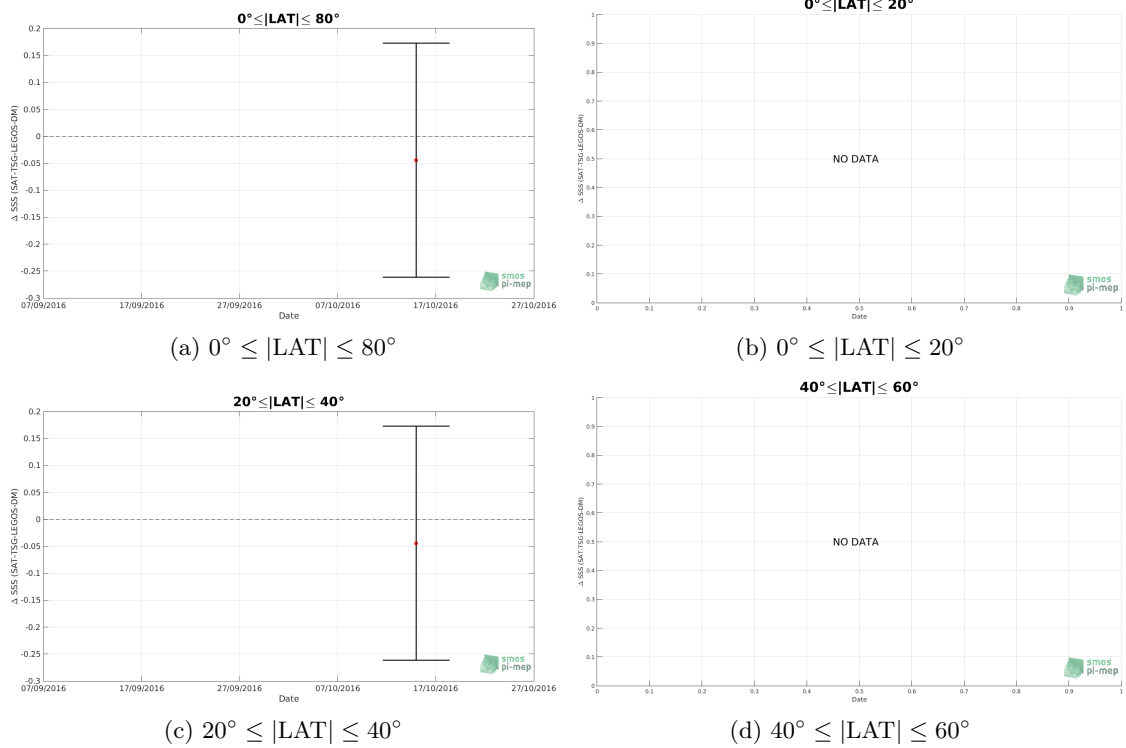 0°≤|LAT|≤ 80°
0.2
0.15
0.1
0.05
0
-0.05
-0.1
-0.15
-0.2
-0.25
-0.3
Δ SSS (SAT-TSG-LEGOS-DM)
07/09/2016 17/09/2016 27/09/2016 07/10/2016 17/10/2016 27/10/2016
Date
smos
pi-mep
(a) 0° ≤ |LAT| ≤ 80°
0°≤|LAT|≤ 20°
1
0.9
0.8
0.7
0.6
0.5
0.4
0.3
0.2
0.1
0
Δ SSS (SAT-TSG-LEGOS-DM)
NO DATA
0 0.1 0.2 0.3 0.4 0.5 0.6 0.7 0.8 0.9 1
Date
smos
pi-mep
(b) 0° ≤ |LAT| ≤ 20°
20°≤|LAT|≤ 40°
0.2
0.15
0.1
0.05
0
-0.05
-0.1
-0.15
-0.2
-0.25
-0.3
Δ SSS (SAT-TSG-LEGOS-DM)
07/09/2016 17/09/2016 27/09/2016 07/10/2016 17/10/2016 27/10/2016
Date
smos
pi-mep
(c) 20° ≤ |LAT| ≤ 40°
40°≤|LAT|≤ 60°
1
0.9
0.8
0.7
0.6
0.5
0.4
0.3
0.2
0.1
0
Δ SSS (SAT-TSG-LEGOS-DM)
NO DATA
0 0.1 0.2 0.3 0.4 0.5 0.6 0.7 0.8 0.9 1
Date
smos
pi-mep
(d) 40° ≤ |LAT| ≤ 60°